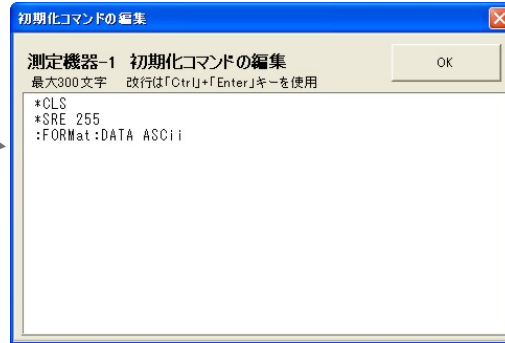 初期化コマンドの編集
測定機器-1 初期化コマンドの編集
OK
最大300文字 改行は「Ctrl」+「Enter」キーを使用
*CLS
*SRE 255
:FORMat:DATA ASCii